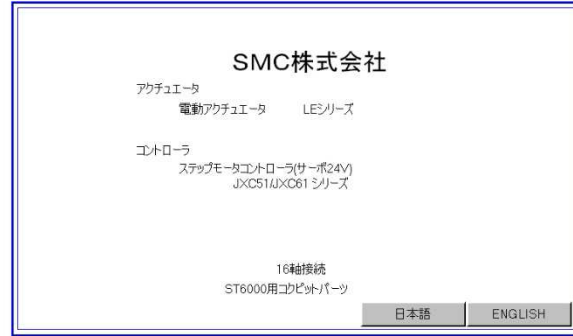 SMC株式会社
アクチュエータ
電動アクチュエータ LEシリーズ
コントローラ
ステップモータコントローラ(サーボ24V)
JXC51/JXC61 シリーズ
16軸接続
ST6000用コクピットパーツ
日本語 ENGLISH